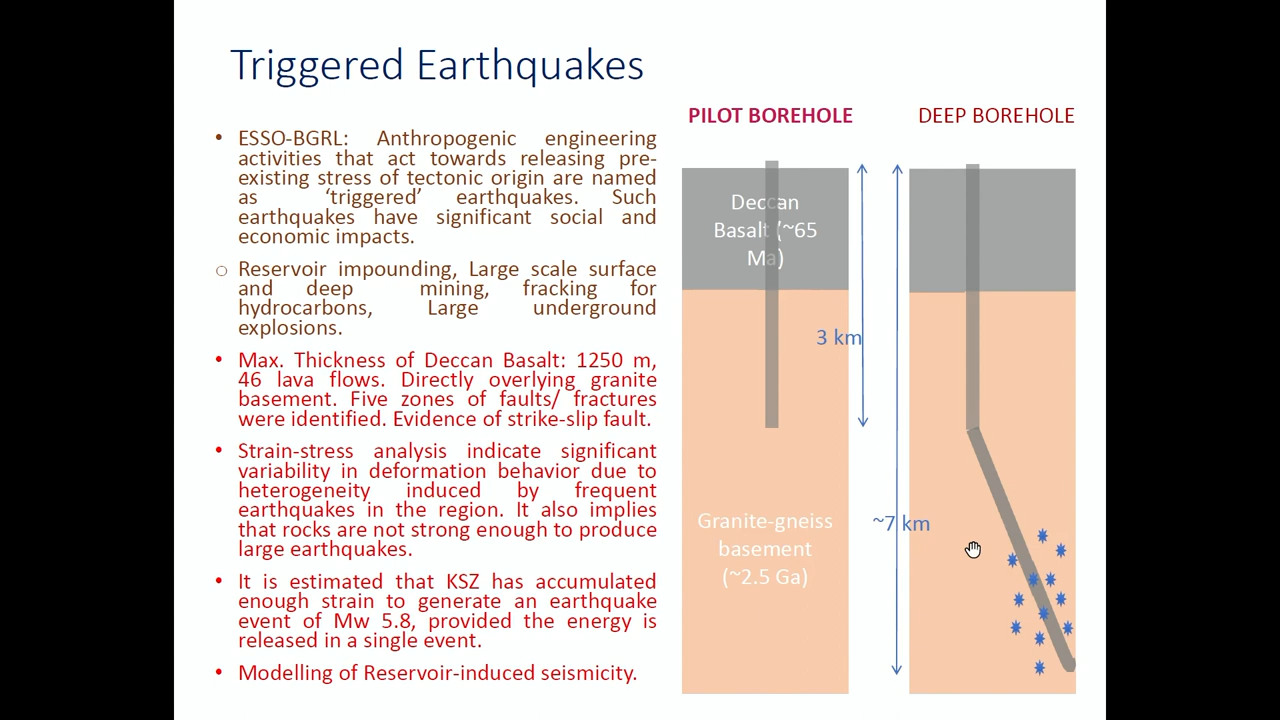 Triggered Earthquakes
• ESSO-BGRL: Anthropogenic engineering
activities that act towards releasing pre-
existing stress of tectonic origin are named
as ‘triggered’ earthquakes. Such
earthquakes have significant social and
economic impacts.
o Reservoir impounding, Large scale surface
and deep mining, fracking for
hydrocarbons, Large underground
explosions.
• Max. Thickness of Deccan Basalt: 1250 m,
46 lava flows. Directly overlying granite
basement. Five zones of faults/ fractures
were identified. Evidence of strike-slip fault.
• Strain-stress analysis indicate significant
variability in deformation behavior due to
heterogeneity induced by frequent
earthquakes in the region. It also implies
that rocks are not strong enough to produce
large earthquakes.
• It is estimated that KSZ has accumulated
enough strain to generate an earthquake
event of Mw 5.8, provided the energy is
released in a single event.
• Modelling of Reservoir-induced seismicity.
PILOT BOREHOLE
Deccan
Basalt (~65
Ma)
3 km
Granite-gneiss
basement
(~2.5 Ga)
DEEP BOREHOLE
~7 km